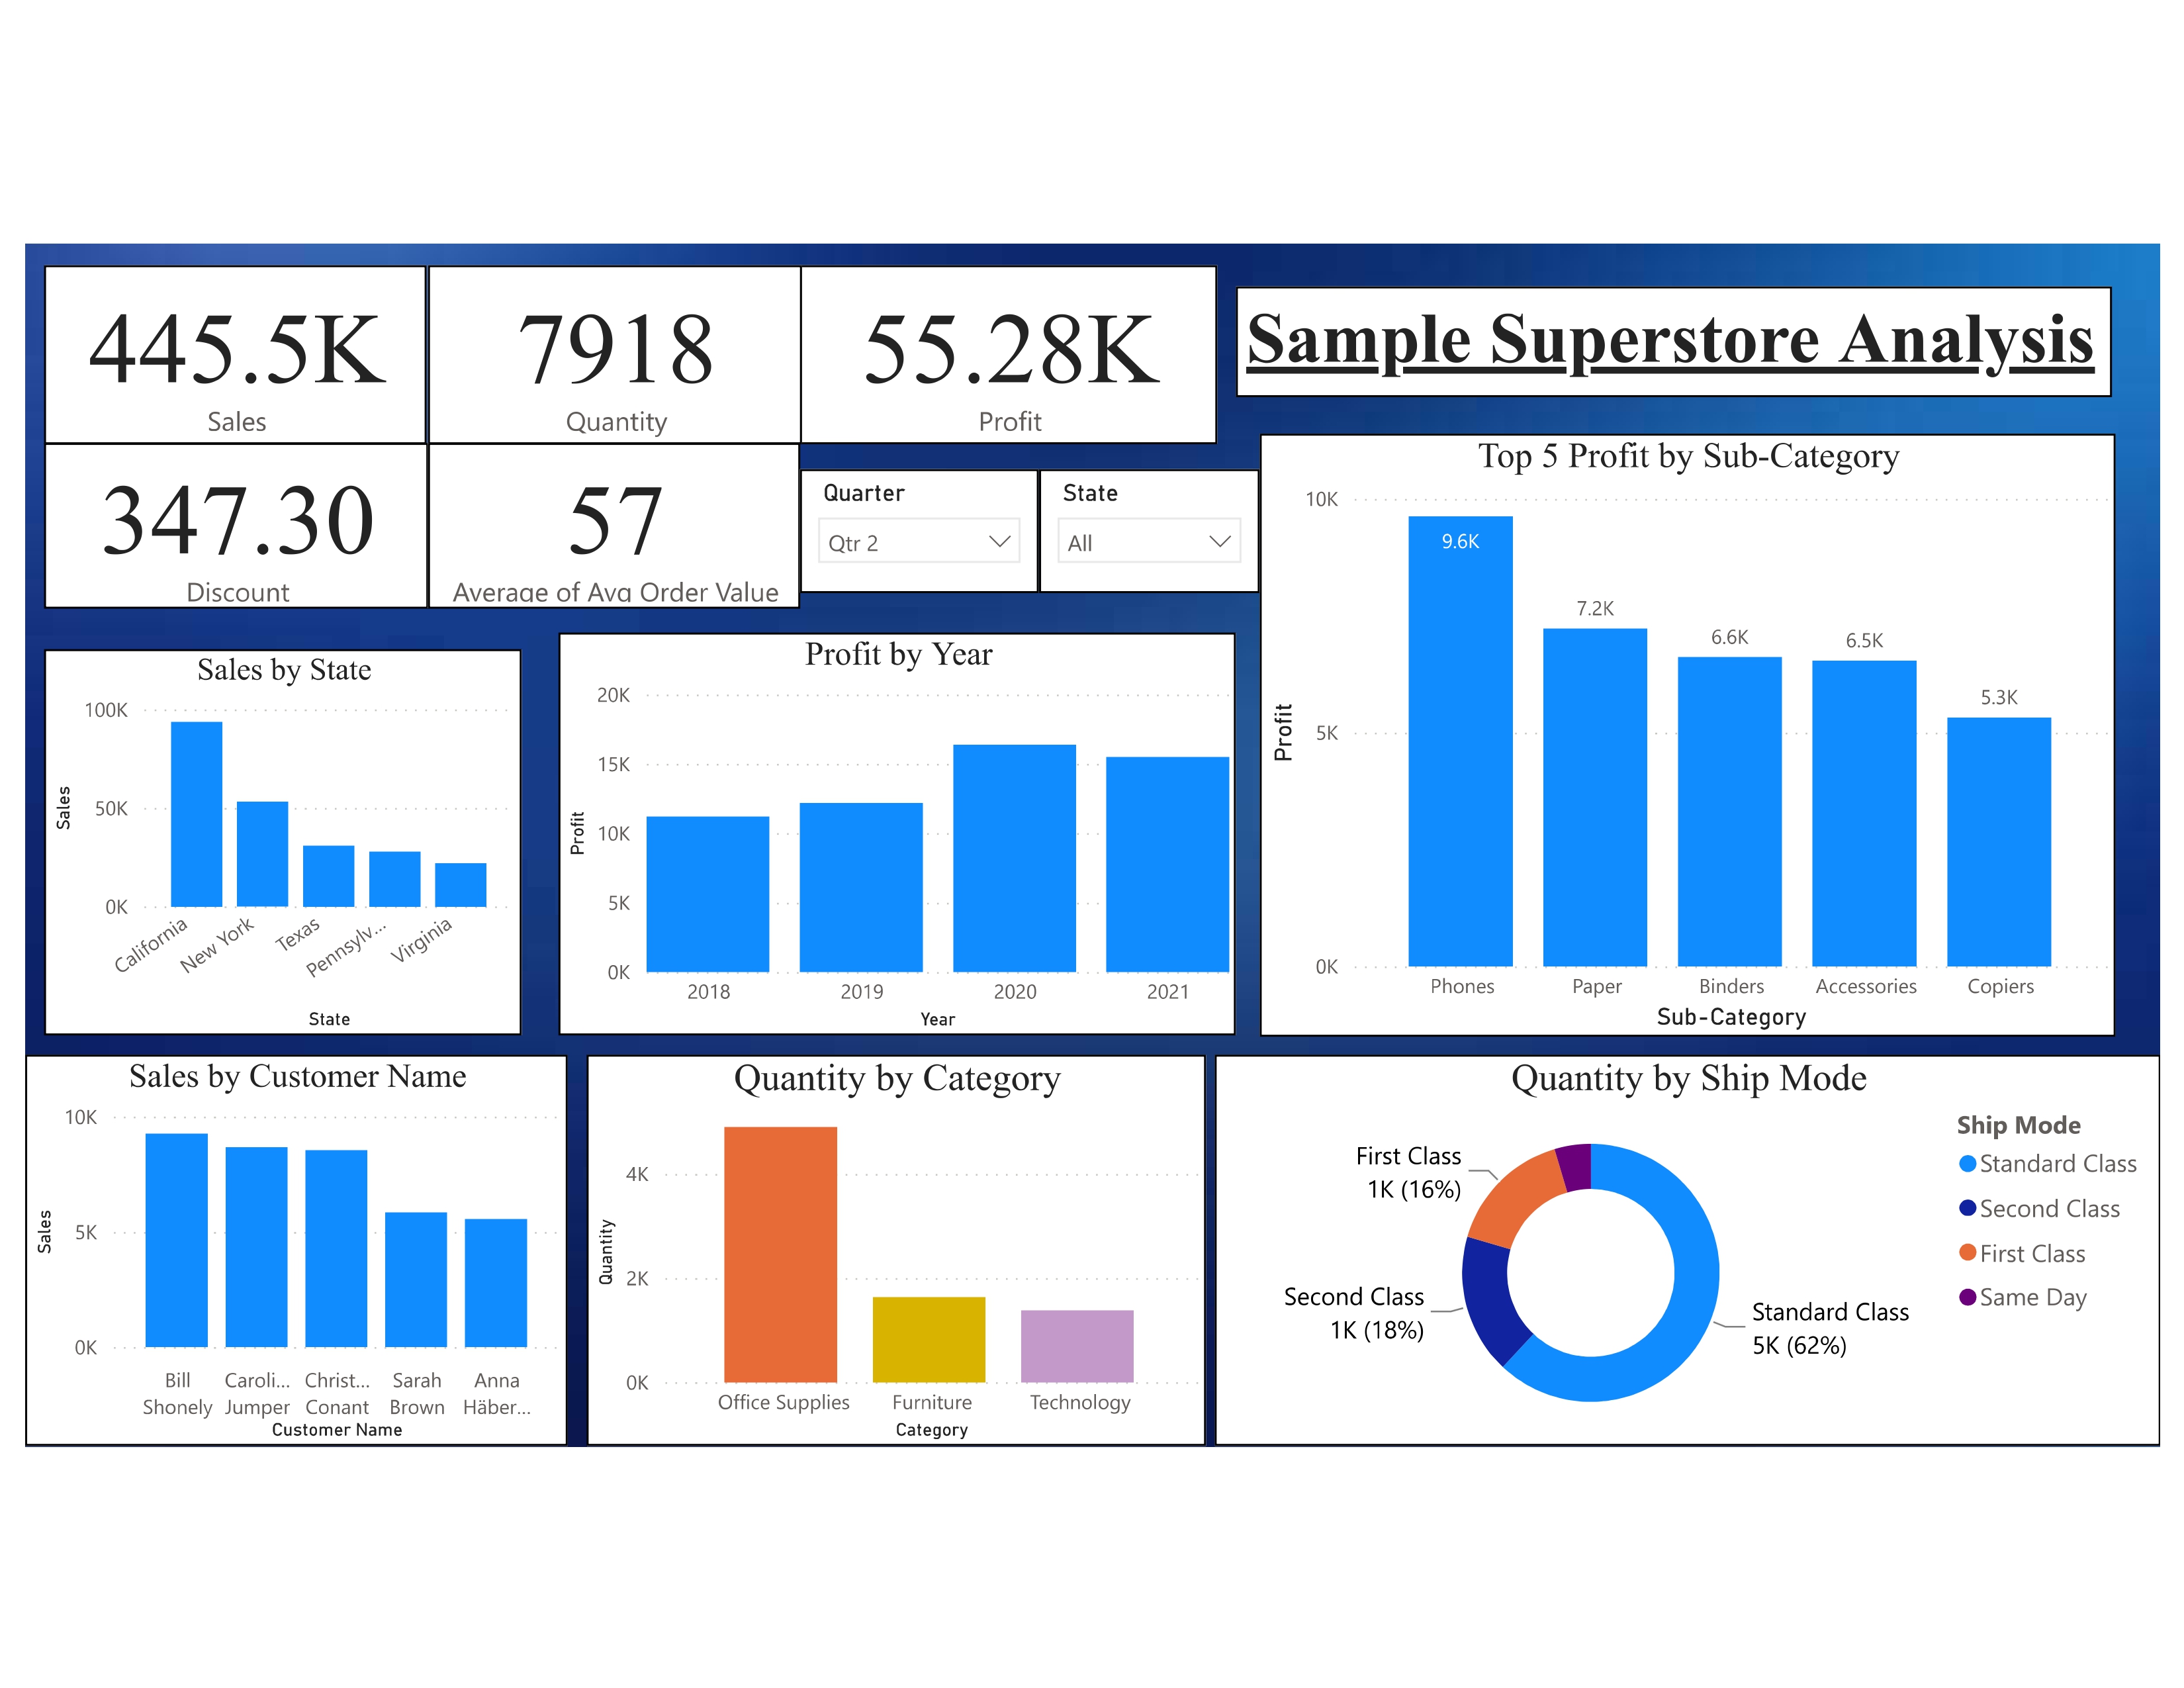 445.5K
Sales
7918
Quantity
55.28K
Profit
Sample Superstore Analysis
347.30
Discount
57
Average of Avg Order Value
Quarter
Qtr 2
State
All
Top 5 Profit by Sub-Category
Profit
10K
5K
0K
9.6K
7.2K
6.6K
6.5K
5.3K
Phones
Paper
Binders
Accessories
Copiers
Sub-Category
Sales by State
Sales
100K
50K
0K
California
New York
Texas
Pennsylv...
Virginia
State
Profit by Year
Profit
20K
15K
10K
5K
0K
2018
2019
2020
2021
Year
Sales by Customer Name
Sales
10K
5K
0K
Bill
Shonely
Caroli...
Jumper
Christ...
Conant
Sarah
Brown
Anna
Häber...
Customer Name
Quantity by Category
Quantity
4K
2K
0K
Office Supplies
Furniture
Technology
Category
Quantity by Ship Mode
First Class
1K (16%)
Second Class
1K (18%)
Standard Class
5K (62%)
Ship Mode
Standard Class
Second Class
First Class
Same Day